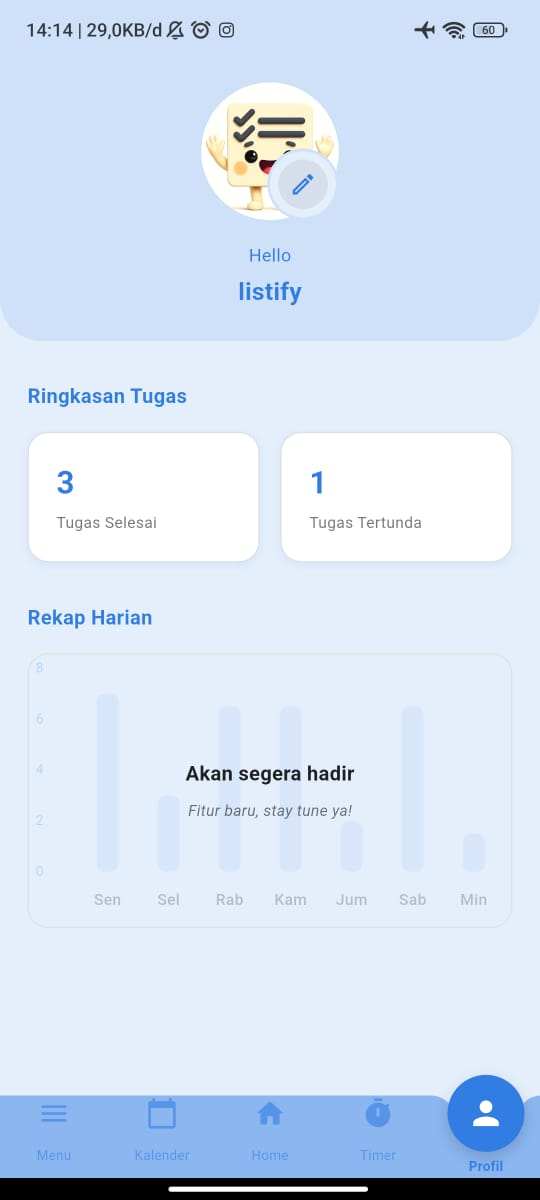 14:14 | 29,0KB/d
60
Hello
listify
Ringkasan Tugas
3
Tugas Selesai
1
Tugas Tertunda
Rekap Harian
8
6
4
2
0
Akan segera hadir
Fitur baru, stay tune ya!
Sen Sel Rab Kam Jum Sab Min
Menu Kalender Home Timer Profil